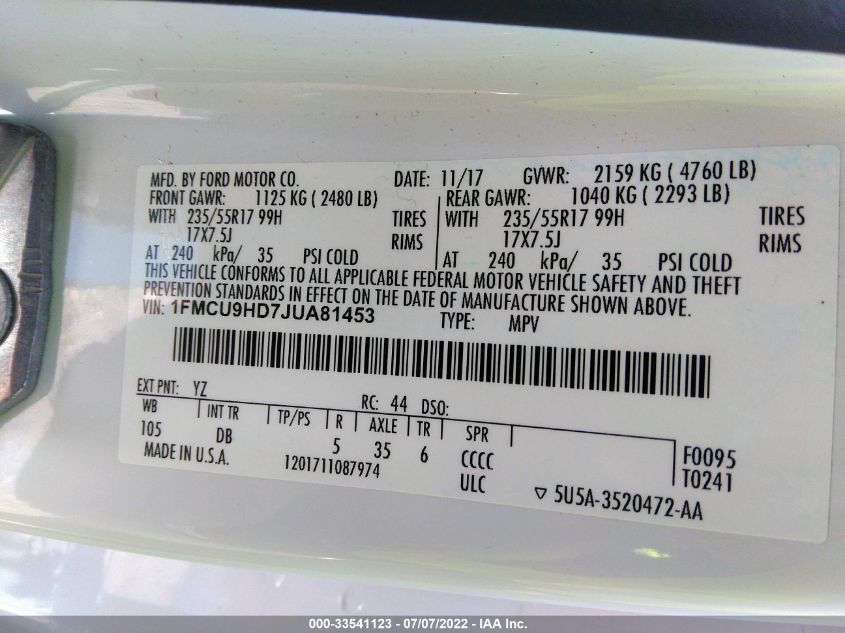 MFD. BY FORD MOTOR CO. DATE: 11/17 GVWR: 2159 KG ( 4760 LB)
FRONT GAWR: 1125 KG ( 2480 LB) REAR GAWR: 1040 KG ( 2293 LB)
WITH 235/55R17 99H TIRES WITH 235/55R17 99H TIRES
17X7.5J RIMS 17X7.5J RIMS
AT 240 kPa/ 35 PSI COLD AT 240 kPa/ 35 PSI COLD
THIS VEHICLE CONFORMS TO ALL APPLICABLE FEDERAL MOTOR VEHICLE SAFETY AND THEFT
PREVENTION STANDARDS IN EFFECT ON THE DATE OF MANUFACTURE SHOWN ABOVE.
VIN: 1FMCU9HD7JUA81453 TYPE: MPV
EXT PNT: YZ RC: 44 DSO:
WB INT TR TP/PS R AXLE TR SPR
105 DB 5 35 6 CCCC F0095
MADE IN U.S.A. 1201711087974 ULC T0241
5U5A-3520472-AA
000-33541123 - 07/07/2022 - IAA Inc.